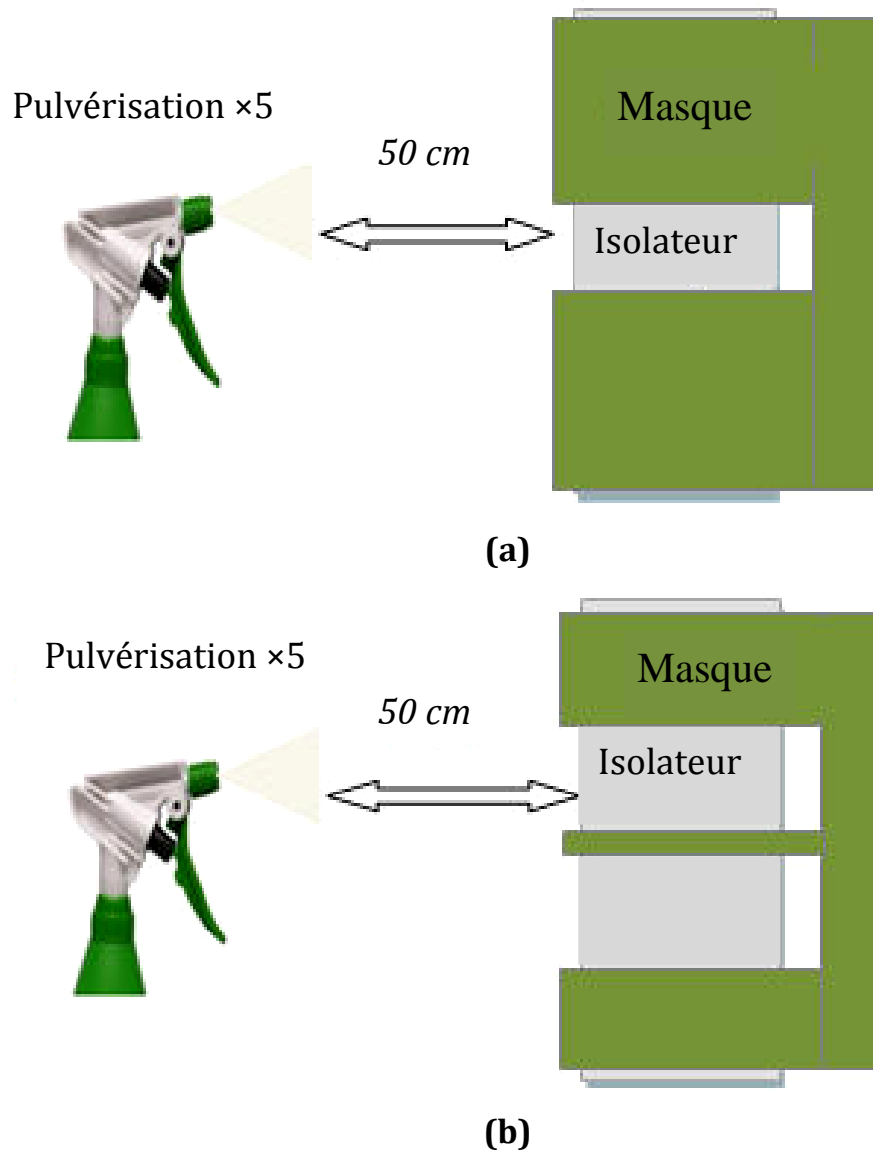 Pulvérisation ×5
50 cm
Masque
Isolateur
(a)
Pulvérisation ×5
50 cm
Masque
Isolateur
(b)